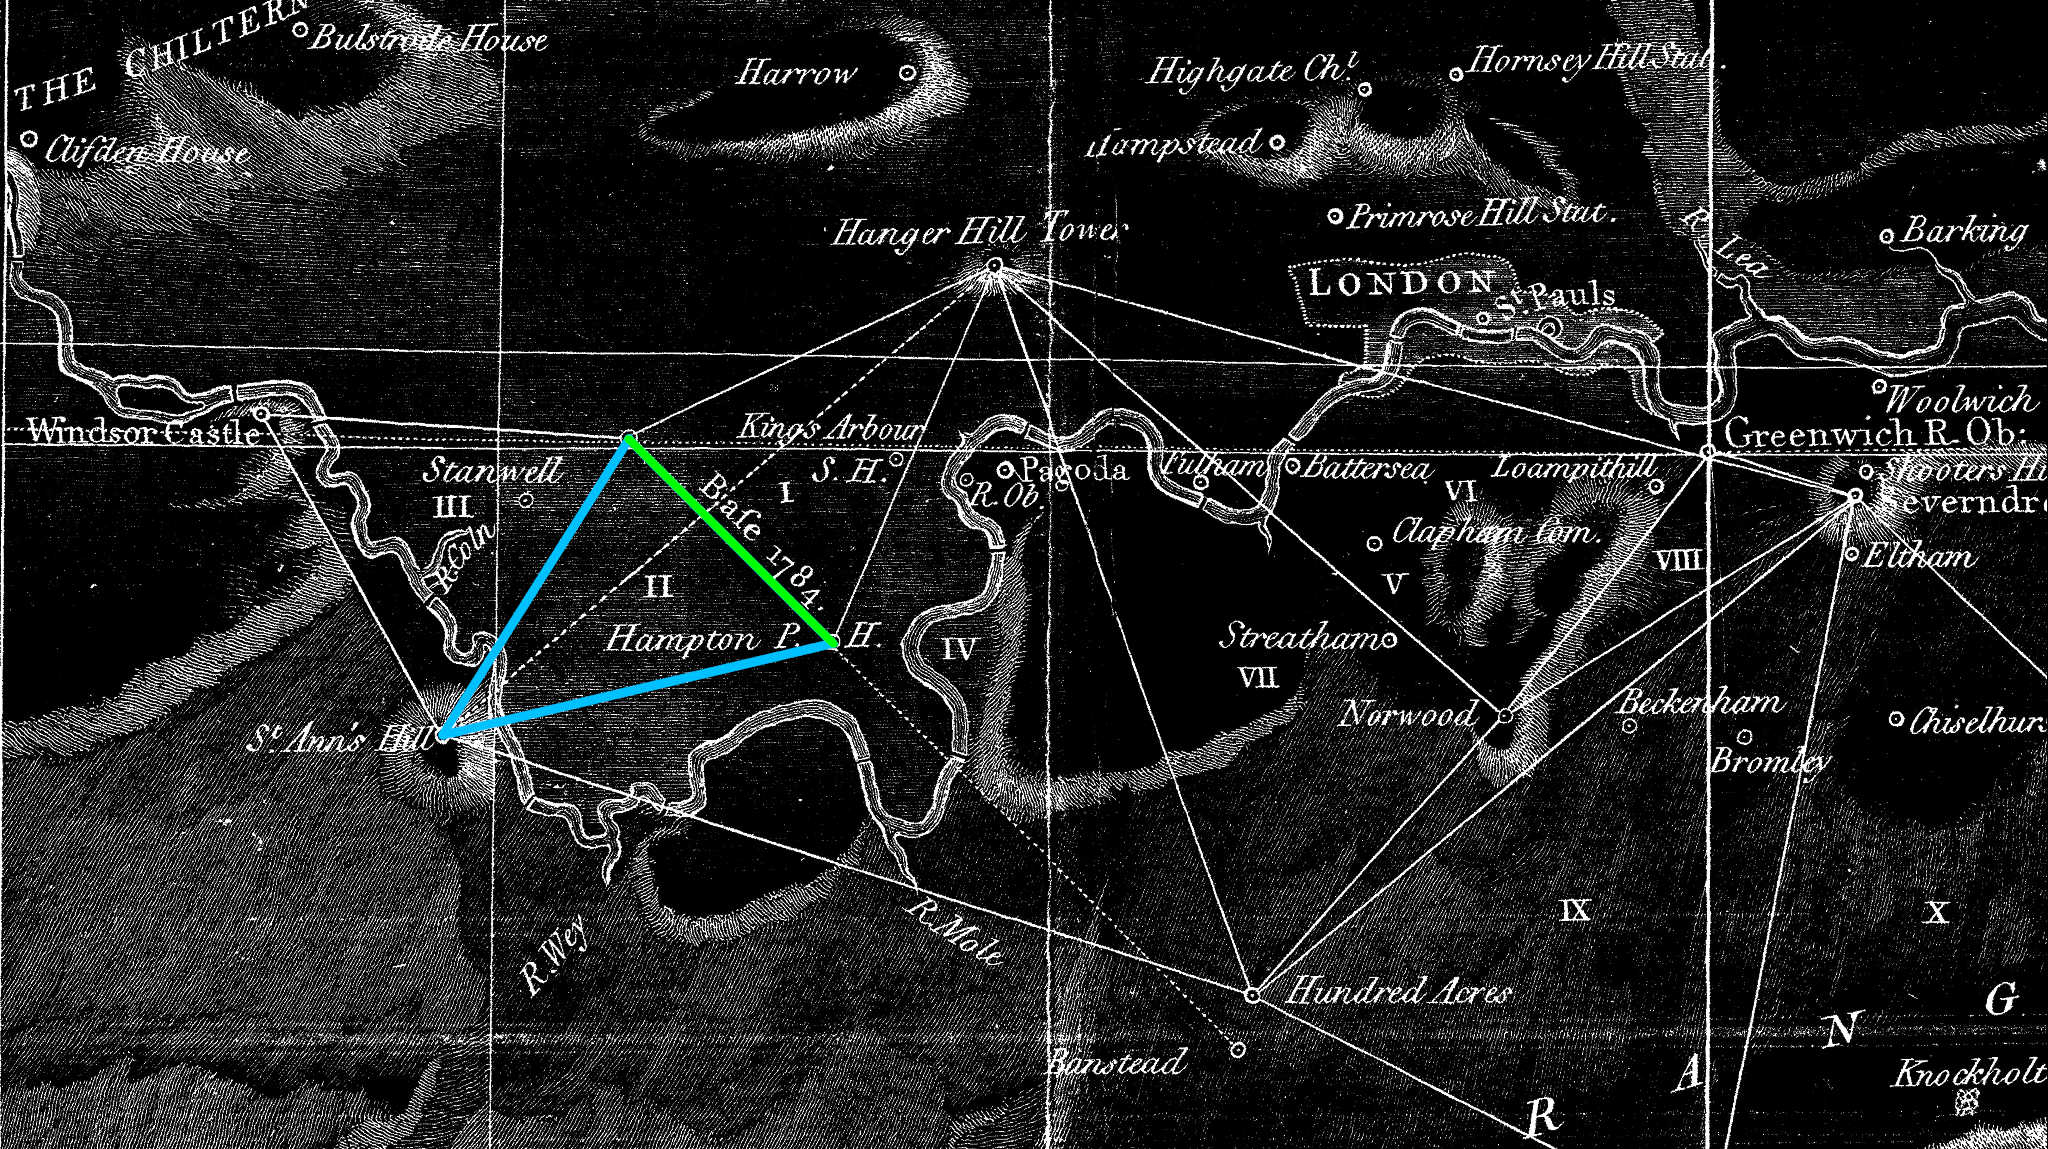 THE CHILTERN
Bulstrode House
Clifden House
Harrow
Highgate Ch.t
Hornsey Hill Stat.
Hampstead
Primrose Hill Stat.
Hanger Hill Tower
LONDON
St. Pauls
R. Lea
Barking
Windsor Castle
Kings Arbour
S. H.
Stanwell
III
R. Coln
Base 1784.
I
II
Hampton P. H.
R. Ob.
Pagoda
Fulham
Battersea
Loampithill
Woolwich
Greenwich R. Ob:
Shooters Hi
Severndr
Eltham
VI
Clapham Com.
V
VIII
IV
Streatham
VII
Norwood
Beckenham
Bromley
Chiselhurs
St. Ann's Hill
R. Wey
R. Mole
Hundred Acres
Banstead
IX
X
R
A
N
G
Knockholt